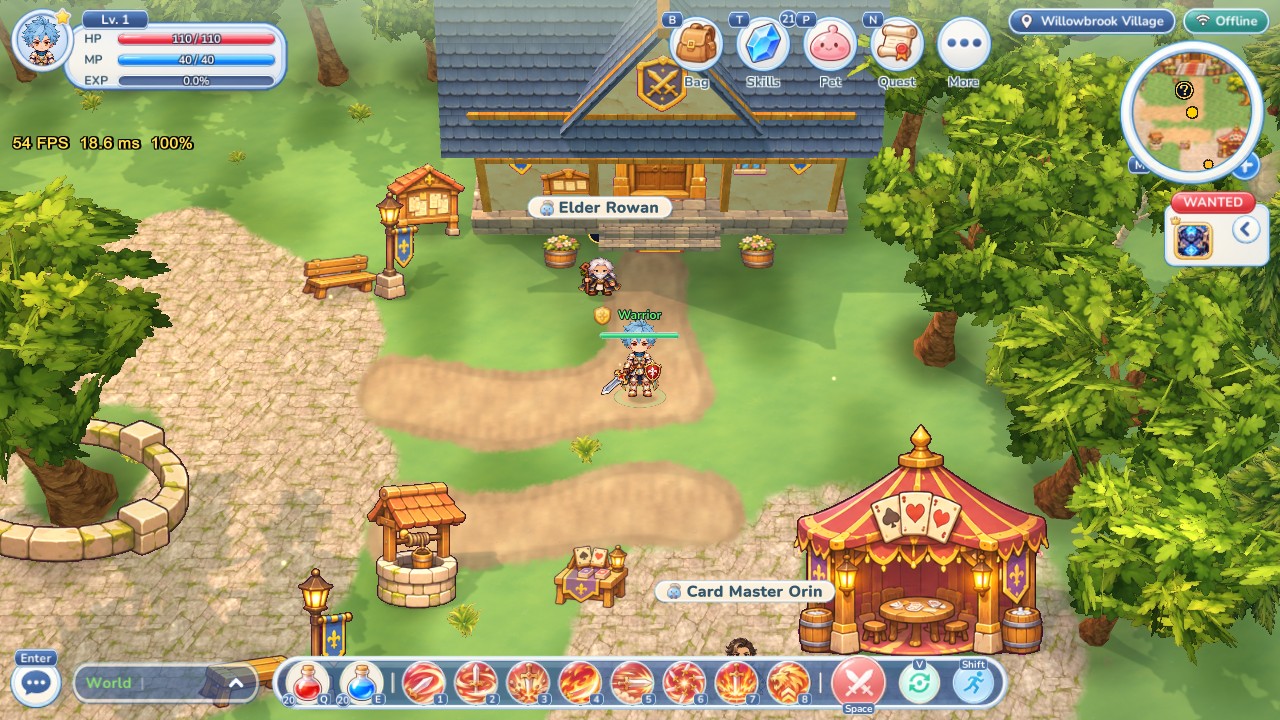 Lv. 1
HP 110 / 110
MP 40 / 40
EXP 0.0%
54 FPS 18.6 ms 100%
B
Bag
T
Skills
21
P
Pet
N
Quest
More
Willowbrook Village
Offline
?
M
WANTED
Elder Rowan
Warrior
Card Master Orin
Enter
World
20 Q
20 E
1
2
3
4
5
6
7
8
Space
V
Shift